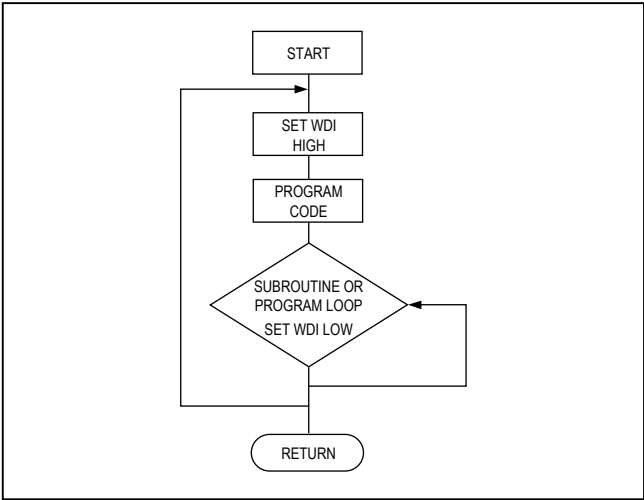 START
SET WDI
HIGH
PROGRAM
CODE
SUBROUTINE OR
PROGRAM LOOP
SET WDI LOW
RETURN